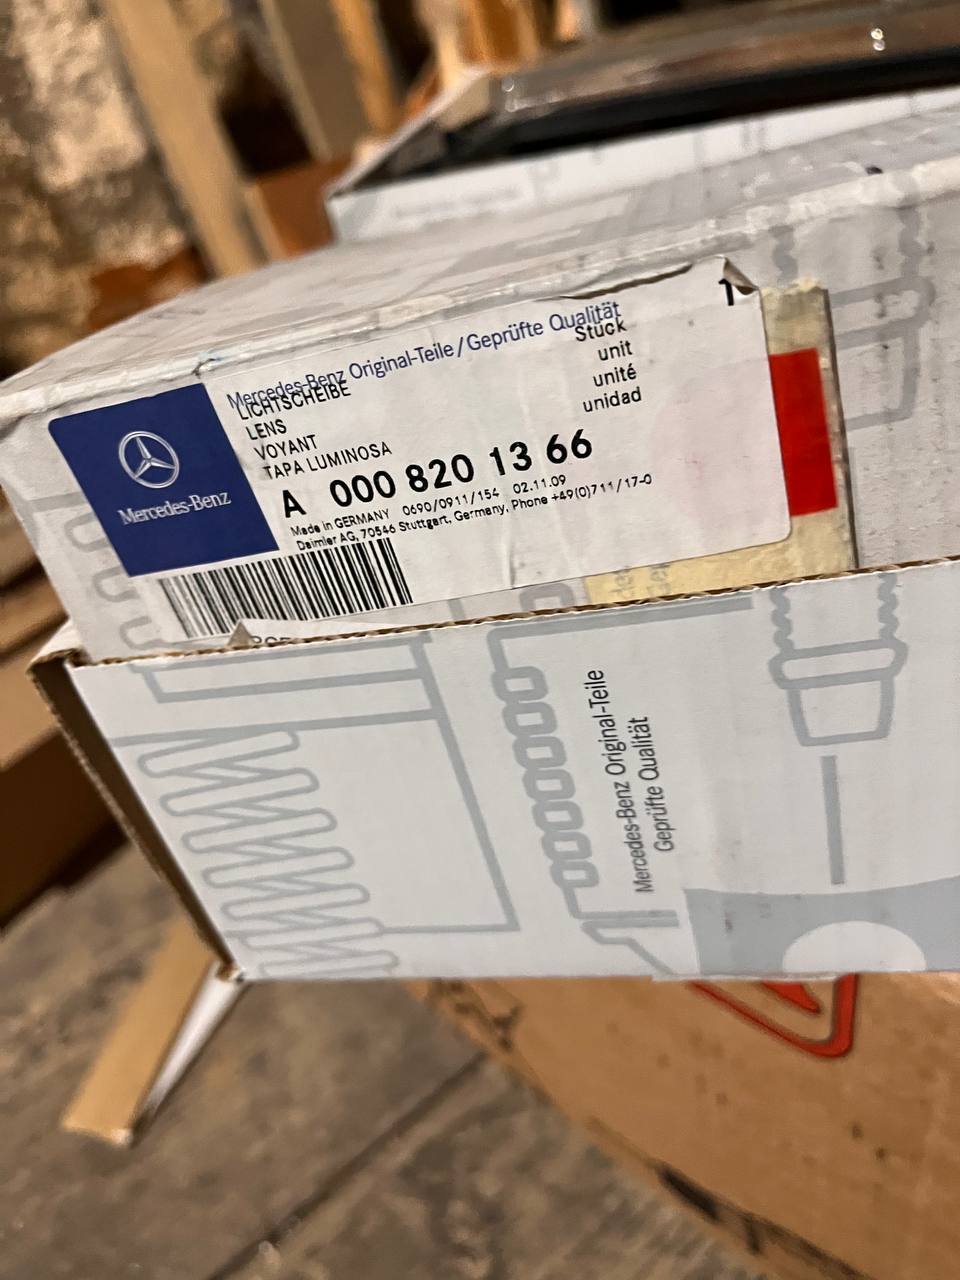 Mercedes-Benz Original-Teile / Geprüfte Qualität
LICHTSCHEIBE
LENS
VOYANT
TAPA LUMINOSA
1
Stück
unit
unité
unidad
A 000 820 13 66
Made in GERMANY 0690/0911/154 02.11.09
Daimler AG, 70546 Stuttgart, Germany, Phone +49(0)711/17-0
Mercedes-Benz
Mercedes-Benz Original-Teile
Geprüfte Qualität